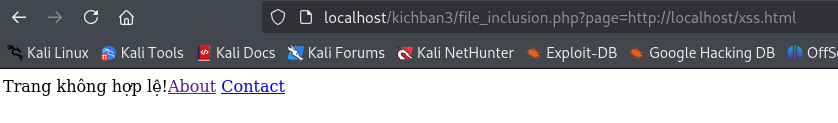 localhost/kichban3/file_inclusion.php?page=http://localhost/xss.html
Kali Linux Kali Tools Kali Docs Kali Forums Kali NetHunter Exploit-DB Google Hacking DB OffSe
Trang không hợp lệ!About Contact